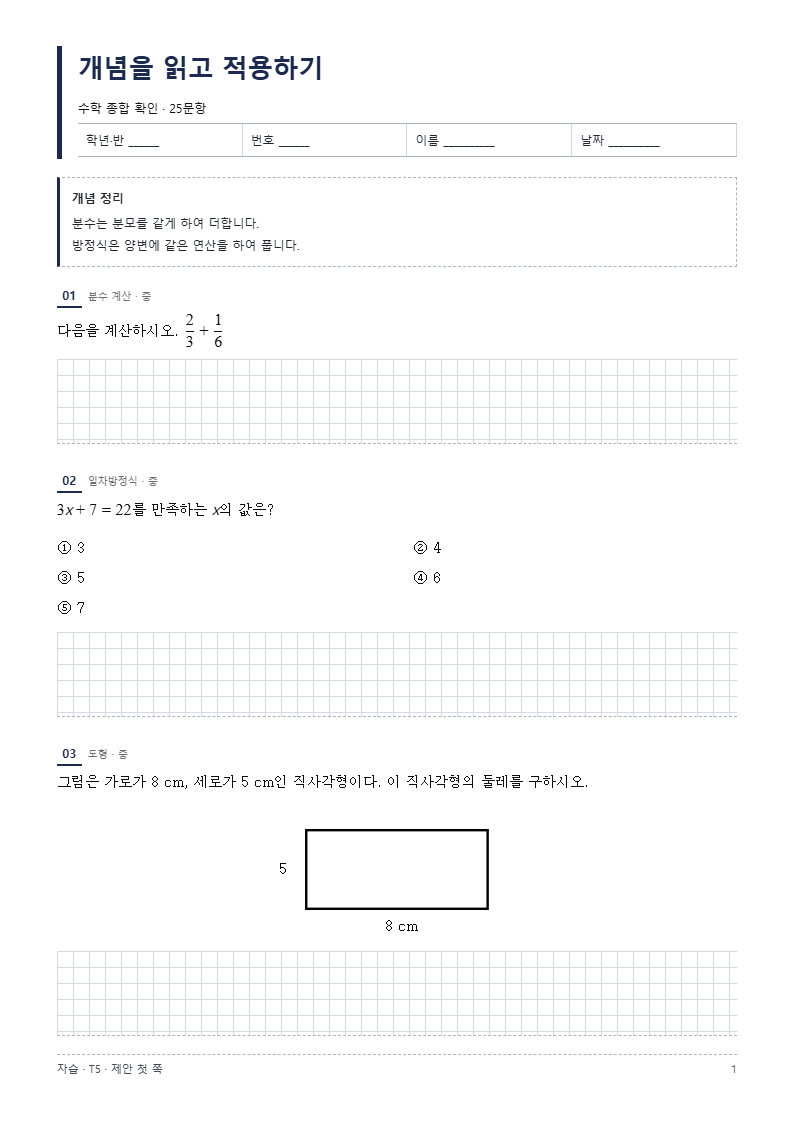 개념을 읽고 적용하기
수학 종합 확인 · 25문항
학년·반 ______ 번호 ______ 이름 __________ 날짜 __________
개념 정리
분수는 분모를 같게 하여 더합니다.
방정식은 양변에 같은 연산을 하여 풉니다.
01 분수 계산 · 중
다음을 계산하시오. 2/3 + 1/6
02 일차방정식 · 중
3x + 7 = 22를 만족하는 x의 값은?
① 3 ② 4
③ 5 ④ 6
⑤ 7
03 도형 · 중
그림은 가로가 8 cm, 세로가 5 cm인 직사각형이다. 이 직사각형의 둘레를 구하시오.
5
8 cm
자습 · T5 · 제안 첫 쪽 1